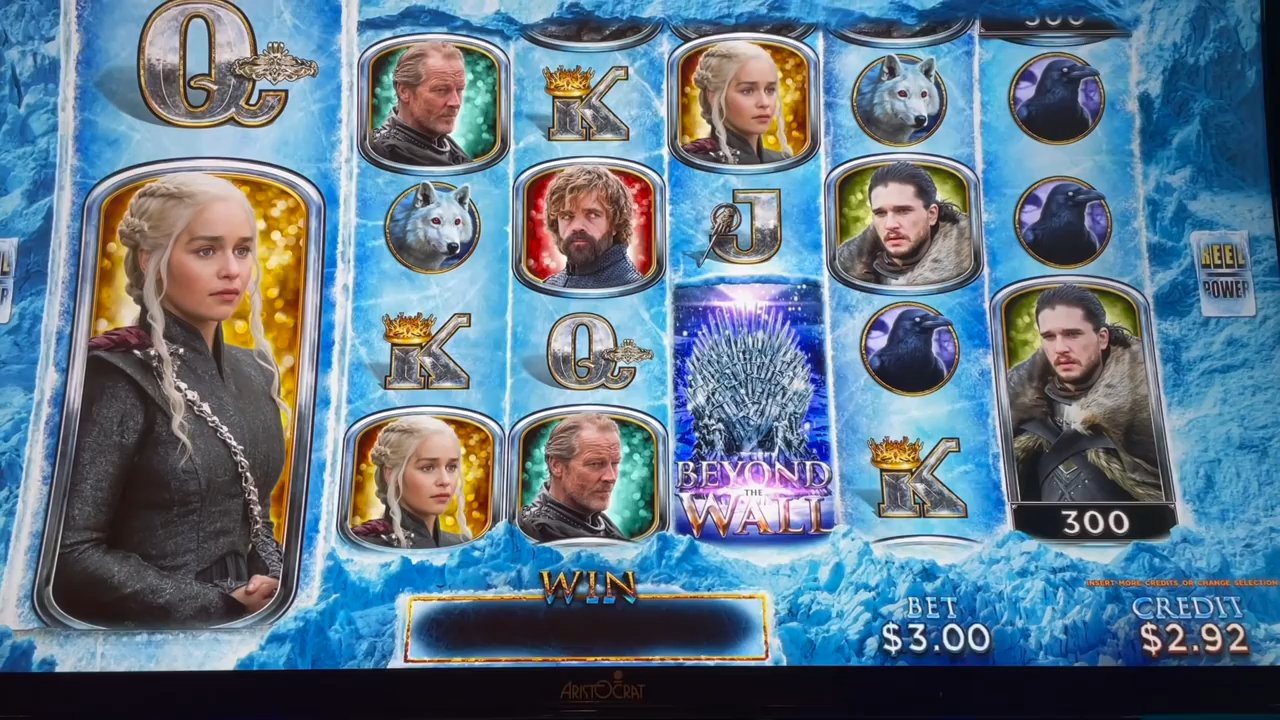 Q
300
K
J
REEL
POWER
K
Q
BEYOND
THE
WALL
K
300
WIN
INSERT MORE CREDITS OR CHANGE SELECTION
BET
$3.00
CREDIT
$2.92
ARISTOCRAT